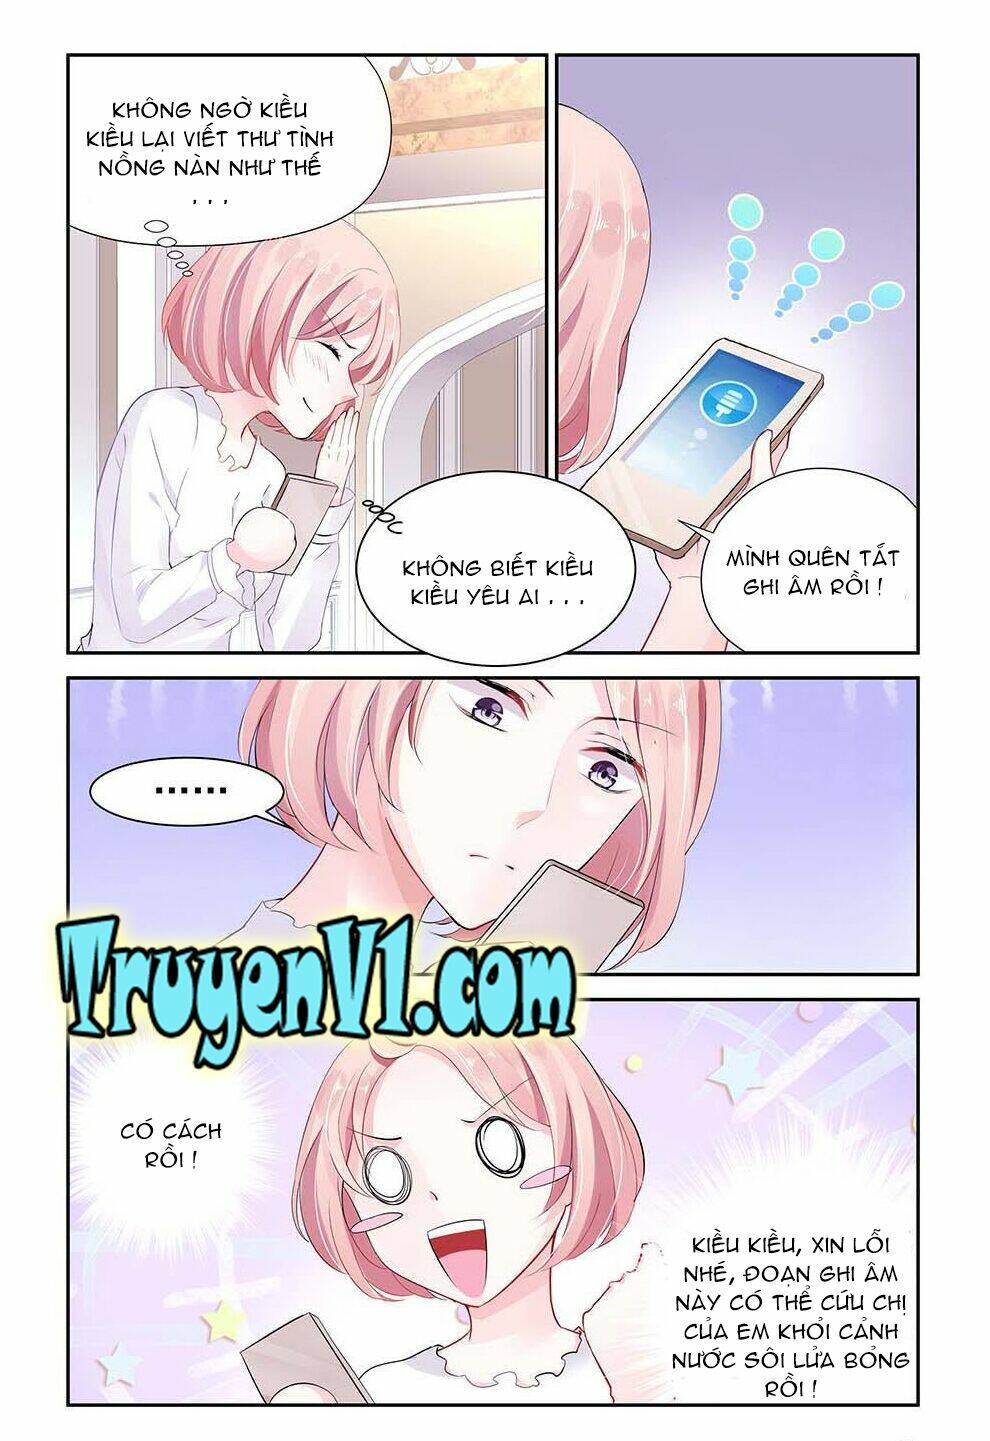 KHÔNG NGỜ KIỀU
KIỀU LẠI VIẾT THƯ TÌNH
NỒNG NÀN NHƯ THẾ
. . .
KHÔNG BIẾT KIỀU
KIỀU YÊU AI . . .
MÌNH QUÊN TẮT
GHI ÂM RỒI !
.......
TruyenV1.com
CÓ CÁCH
RỒI !
KIỀU KIỀU, XIN LỖI
NHÉ, ĐOẠN GHI ÂM
NÀY CÓ THỂ CỨU CHỊ
CỦA EM KHỎI CẢNH
NƯỚC SÔI LỬA BỎNG
RỒI !